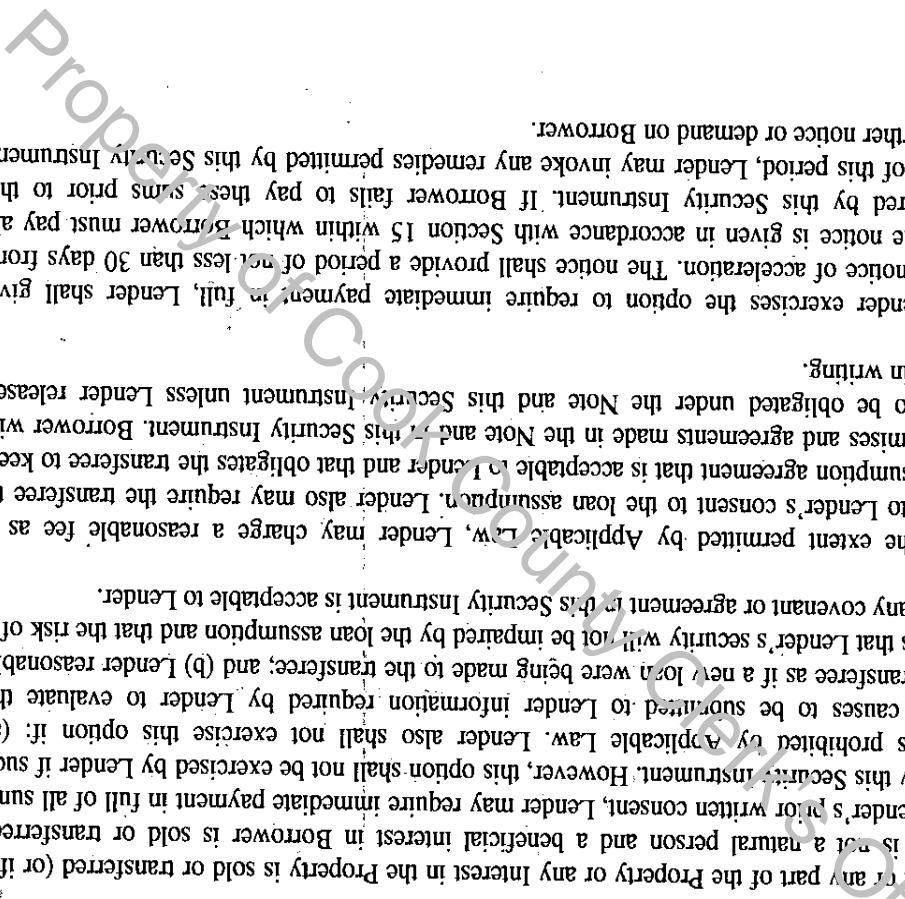 or any part of the Property or any Interest in the Property is sold or transferred (or if
is not a natural person and a beneficial interest in Borrower is sold or transferred
ender's prior written consent, Lender may require immediate payment in full of all sum
y this Security Instrument. However, this option shall not be exercised by Lender if suc
s prohibited by Applicable Law. Lender also shall not exercise this option if: (a
causes to be submitted to Lender information required by Lender to evaluate th
ransferee as if a new loan were being made to the transferee; and (b) Lender reasonabl
s that Lender's security will not be impaired by the loan assumption and that the risk of
any covenant or agreement in this Security Instrument is acceptable to Lender.
he extent permitted by Applicable Law, Lender may charge a reasonable fee as
to Lender's consent to the loan assumption. Lender also may require the transferee t
sumption agreement that is acceptable to Lender and that obligates the transferee to kee
mises and agreements made in the Note and in this Security Instrument. Borrower wi
o be obligated under the Note and this Security Instrument unless Lender release
in writing.
nder exercises the option to require immediate payment in full, Lender shall giv
notice of acceleration. The notice shall provide a period of not less than 30 days from
e notice is given in accordance with Section 15 within which Borrower must pay a
red by this Security Instrument. If Borrower fails to pay these sums prior to th
of this period, Lender may invoke any remedies permitted by this Security Instrumen
rther notice or demand on Borrower.
Property of Cook County Clerk's Of